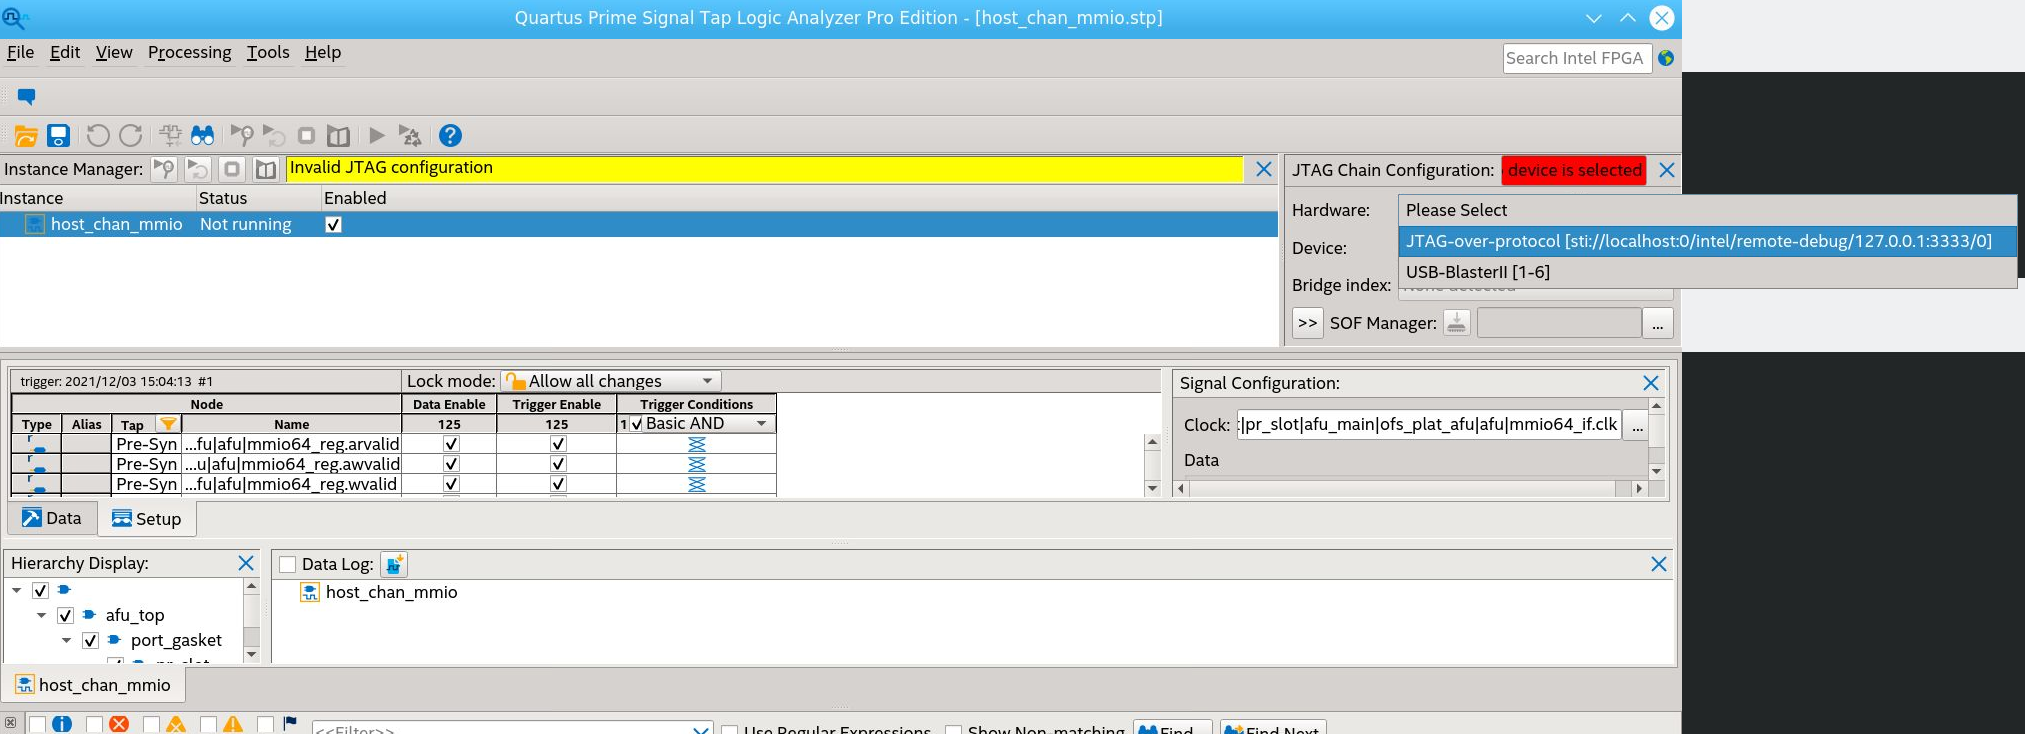 Quartus Prime Signal Tap Logic Analyzer Pro Edition - [host_chan_mmio.stp]
File Edit View Processing Tools Help
Search Intel FPGA
Instance Manager: Invalid JTAG configuration
Instance Status Enabled
host_chan_mmio Not running
JTAG Chain Configuration: device is selected
Hardware: Please Select
JTAG-over-protocol [sti://localhost:0/intel/remote-debug/127.0.0.1:3333/0]
Device:
USB-BlasterII [1-6]
Bridge index:
>> SOF Manager: ...
trigger: 2021/12/03 15:04:13 #1 Lock mode: Allow all changes
Node Data Enable Trigger Enable Trigger Conditions
Type Alias Tap Name 125 125 1 Basic AND
Pre-Syn ...fu|afu|mmio64_reg.arvalid
Pre-Syn ...u|afu|mmio64_reg.awvalid
Pre-Syn ...fu|afu|mmio64_reg.wvalid
Signal Configuration:
Clock: :|pr_slot|afu_main|ofs_plat_afu|afu|mmio64_if.clk ...
Data
Data Setup
Hierarchy Display:
afu_top
port_gasket
pr_slot
Data Log:
host_chan_mmio
host_chan_mmio
<<Filter>> Use Regular Expressions Show Non-matching Find... Find Next